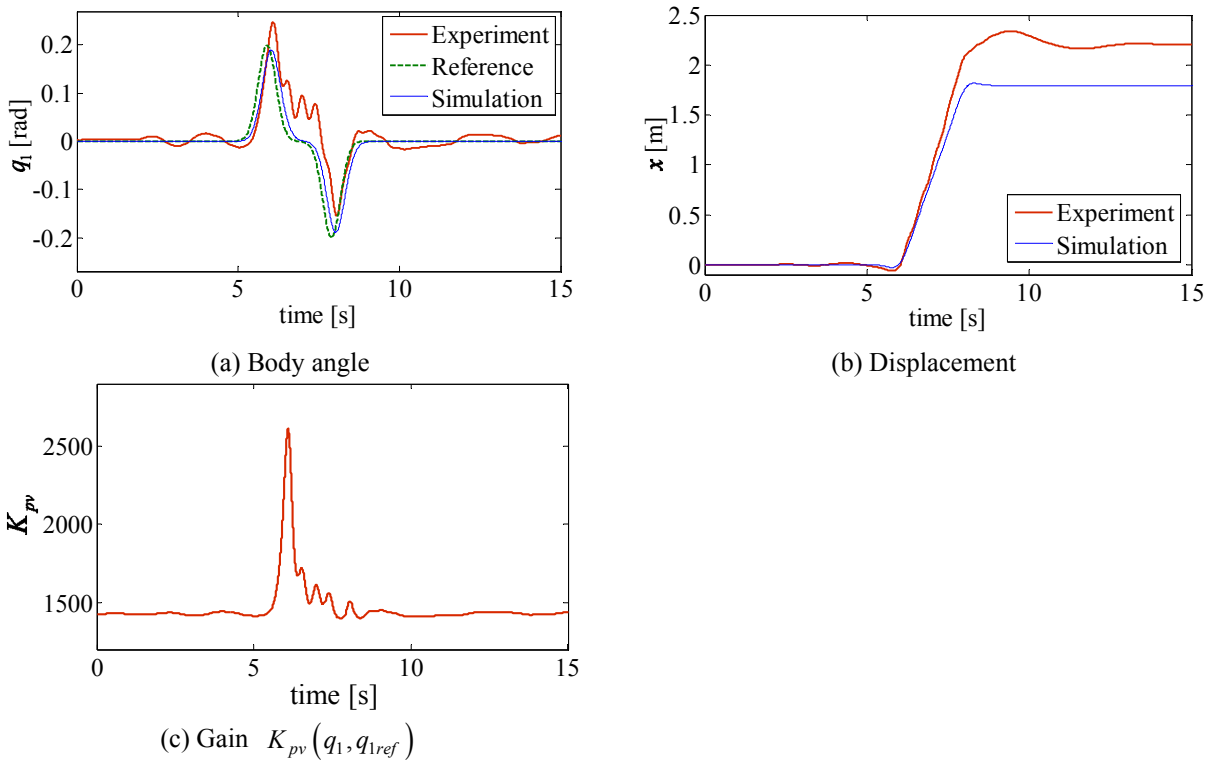 0.2
0.1
0
-0.1
-0.2
q1 [rad]
Experiment
Reference
Simulation
0 5 10 15
time [s]
(a) Body angle
2.5
2
1.5
1
0.5
0
x [m]
Experiment
Simulation
0 5 10 15
time [s]
(b) Displacement
2500
2000
1500
Kpv
0 5 10 15
time [s]
(c) Gain Kpv(q1, q1ref)